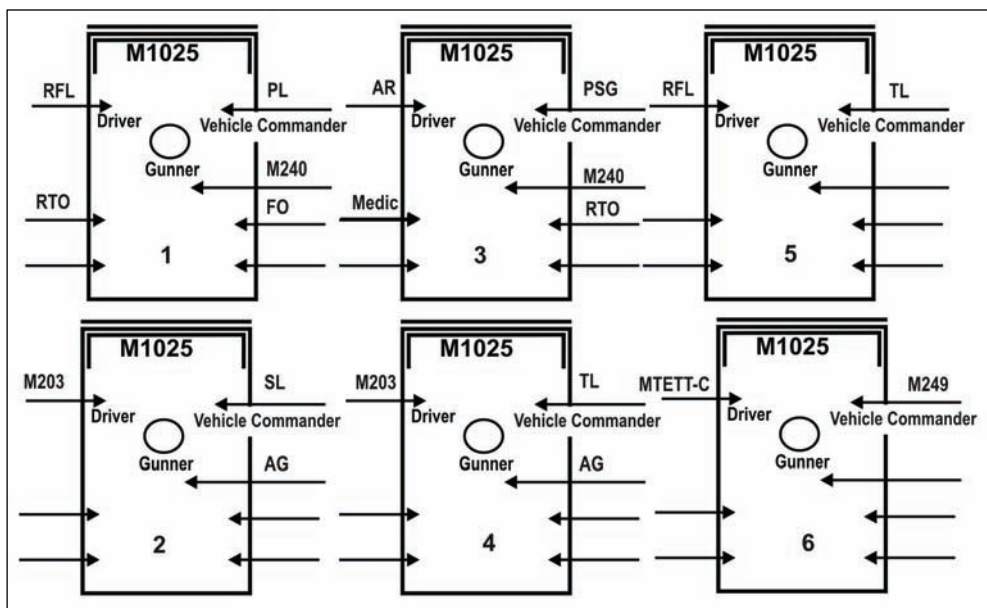 M1025
RFL
PL
Driver
Vehicle Commander
Gunner
M240
RTO
FO
1
M1025
AR
PSG
Driver
Vehicle Commander
Gunner
M240
Medic
RTO
3
M1025
RFL
TL
Driver
Vehicle Commander
Gunner
5
M1025
M203
SL
Driver
Vehicle Commander
Gunner
AG
2
M1025
M203
TL
Driver
Vehicle Commander
Gunner
AG
4
M1025
MTETT-C
M249
Driver
Vehicle Commander
Gunner
6